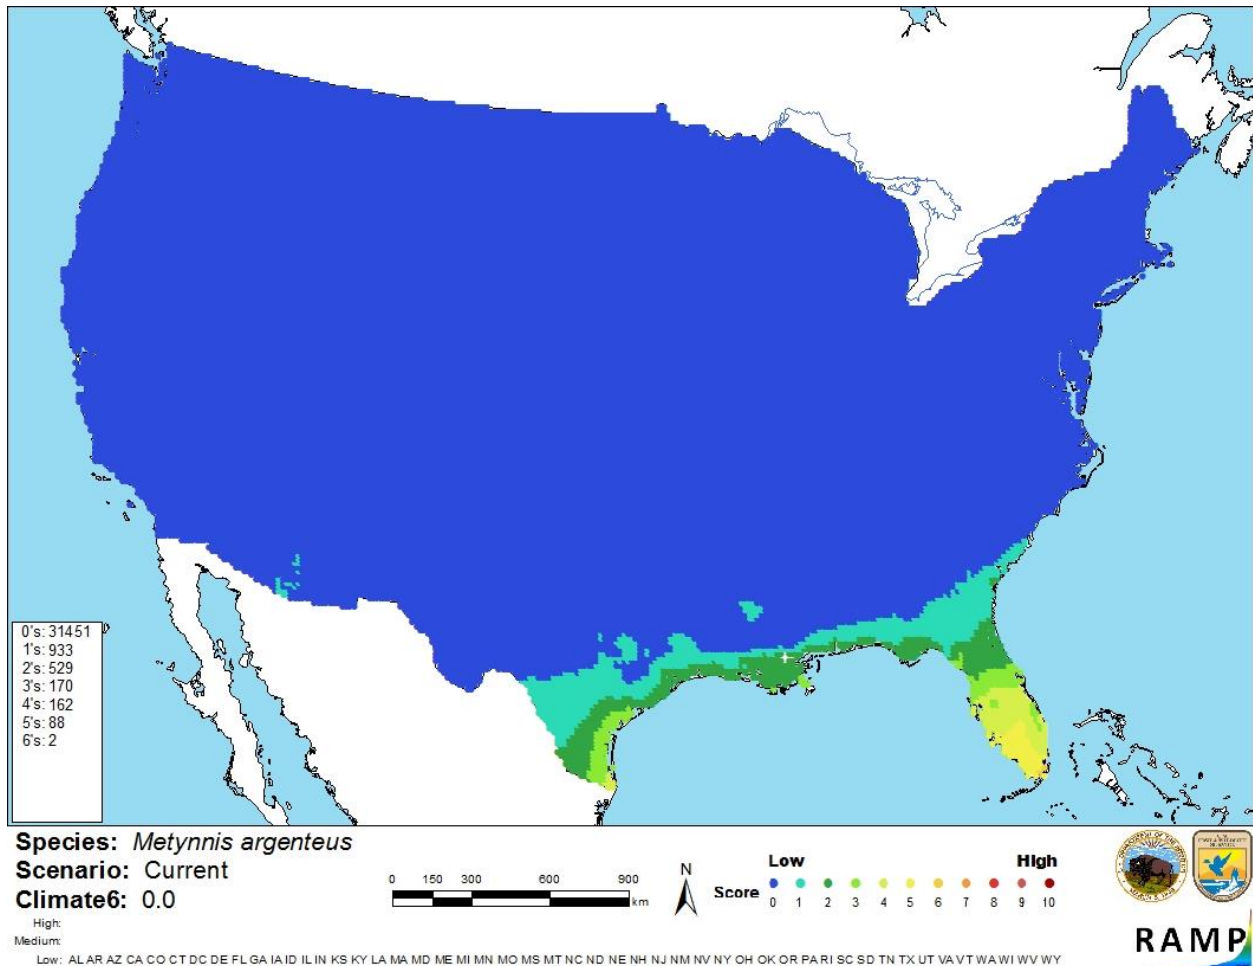 0's: 31451
1's: 933
2's: 529
3's: 170
4's: 162
5's: 88
6's: 2
Species: Metynnis argenteus
Scenario: Current
Climate6: 0.0
High:
Medium:
Low: AL AR AZ CA CO CT DC DE FL GA IA ID IL IN KS KY LA MA MD ME MI MN MO MS MT NC ND NE NH NJ NM NV NY OH OK OR PA RI SC SD TN TX UT VA VT WA WI WV WY
0 150 300 600 900
km
N
Low High
Score
0 1 2 3 4 5 6 7 8 9 10
RAMP